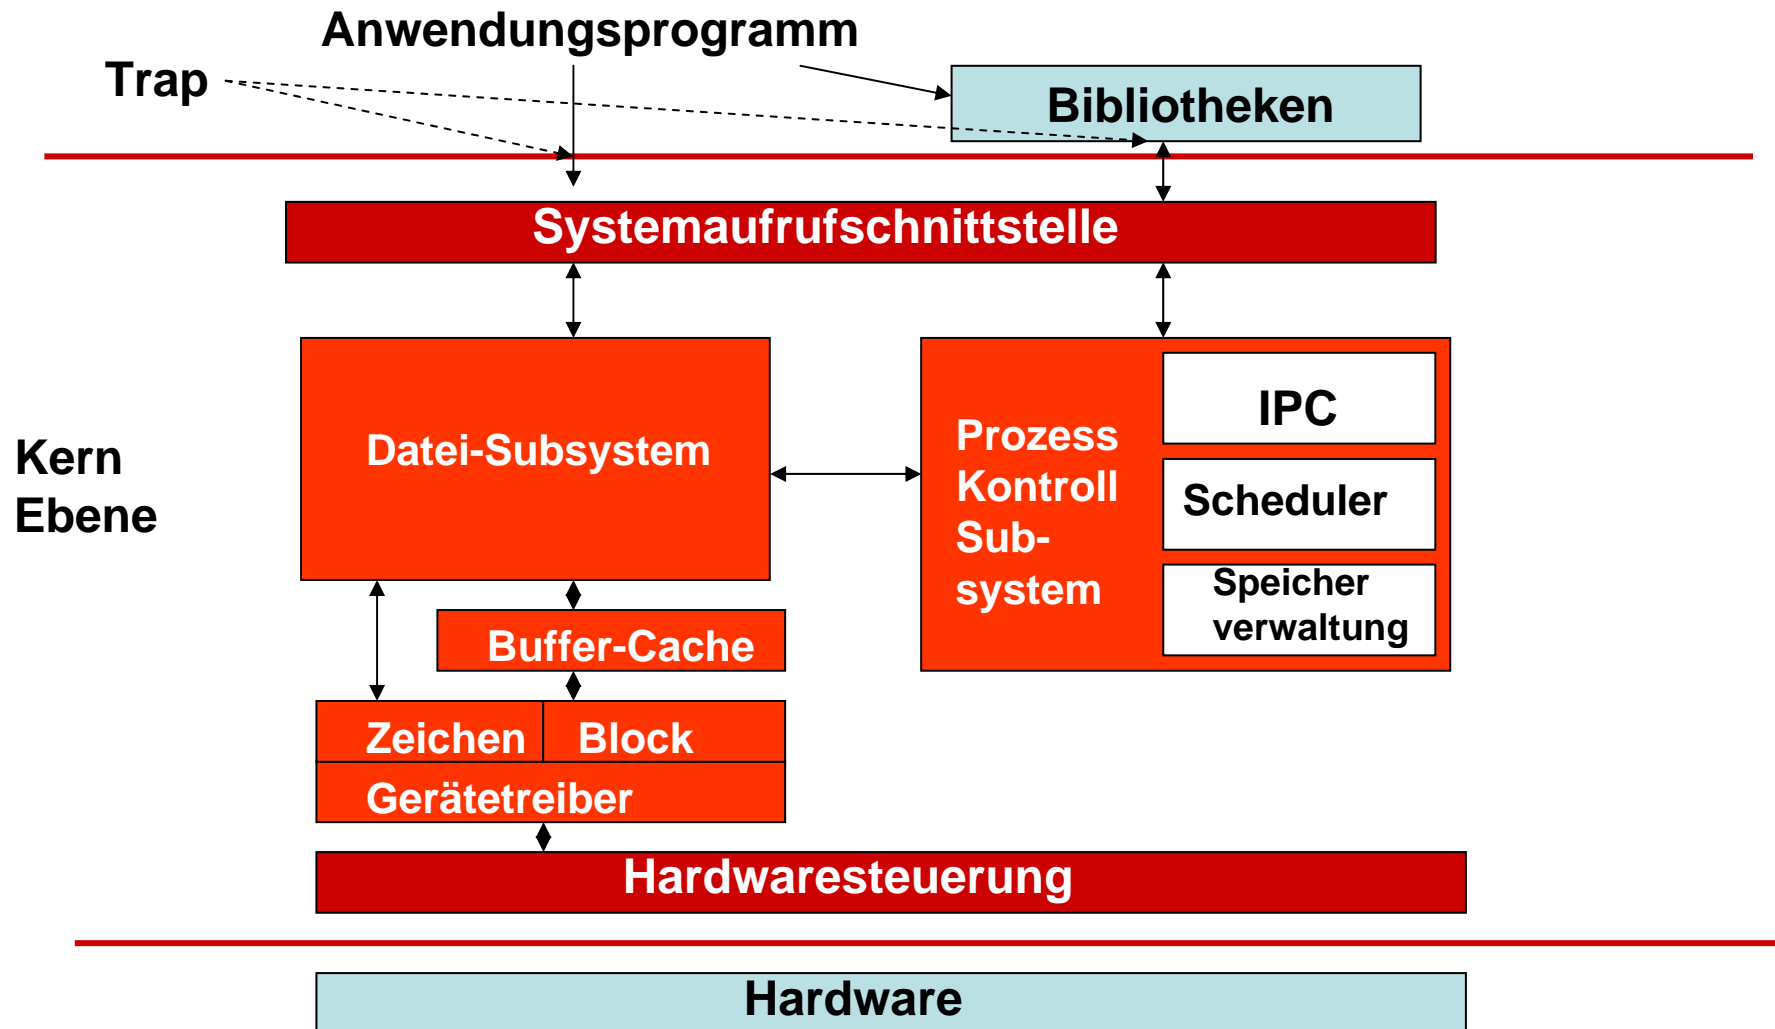 Anwendungsprogramm
Trap
Bibliotheken
Systemaufrufschnittstelle
Kern
Ebene
Datei-Subsystem
Prozess
Kontroll
Sub-
system
IPC
Scheduler
Speicher
verwaltung
Buffer-Cache
Zeichen
Block
Gerätetreiber
Hardwaresteuerung
Hardware